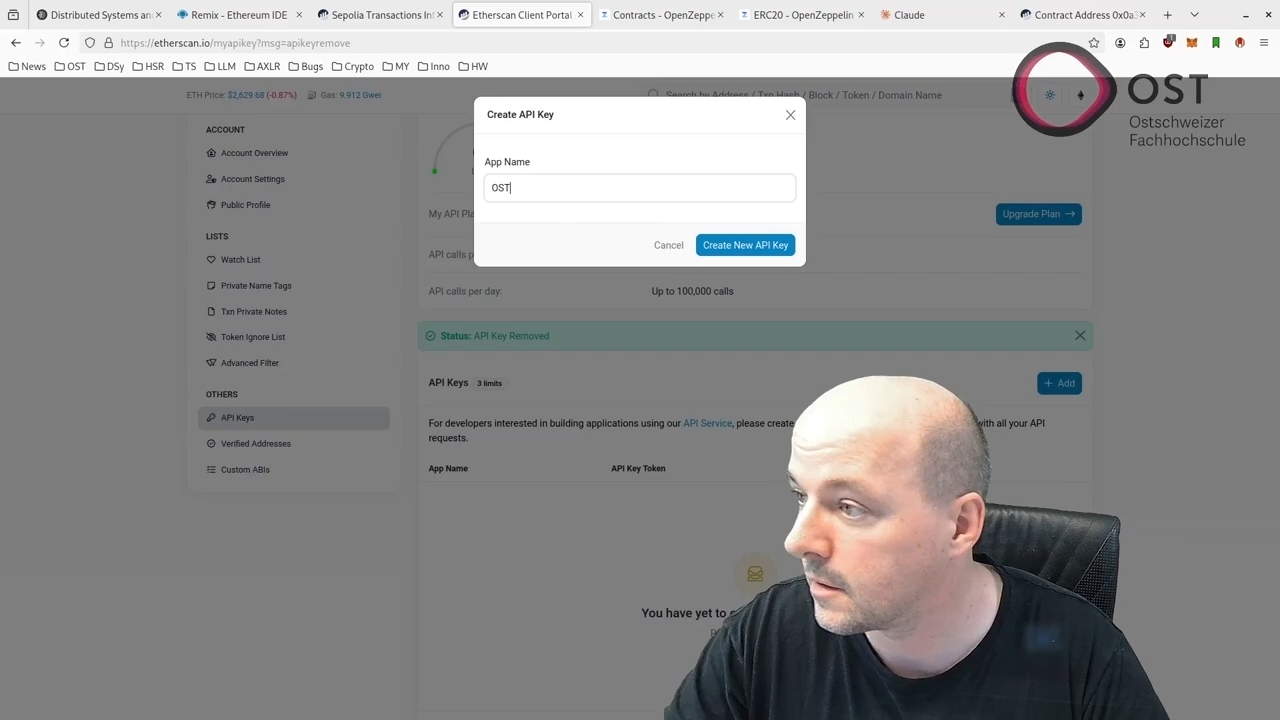 Distributed Systems an
Remix - Ethereum IDE
Sepolia Transactions Inf
Etherscan Client Portal
Contracts - OpenZeppe
ERC20 - OpenZeppelin
Claude
Contract Address 0x0a3
https://etherscan.io/myapikey?msg=apikeyremove
News
OST
DSy
HSR
TS
LLM
AXLR
Bugs
Crypto
MY
Inno
HW
ETH Price: $2,629.68 (-0.87%)
Gas: 9.912 Gwei
Search by Address / Txn Hash / Block / Token / Domain Name
OST
Ostschweizer
Fachhochschule
ACCOUNT
Account Overview
Account Settings
Public Profile
LISTS
Watch List
Private Name Tags
Txn Private Notes
Token Ignore List
Advanced Filter
OTHERS
API Keys
Verified Addresses
Custom ABIs
Create API Key
App Name
OST
Cancel
Create New API Key
My API Pla
Upgrade Plan
API calls p
API calls per day:
Up to 100,000 calls
Status: API Key Removed
API Keys
3 limits
+ Add
For developers interested in building applications using our API Service, please create
with all your API
requests.
App Name
API Key Token
You have yet to